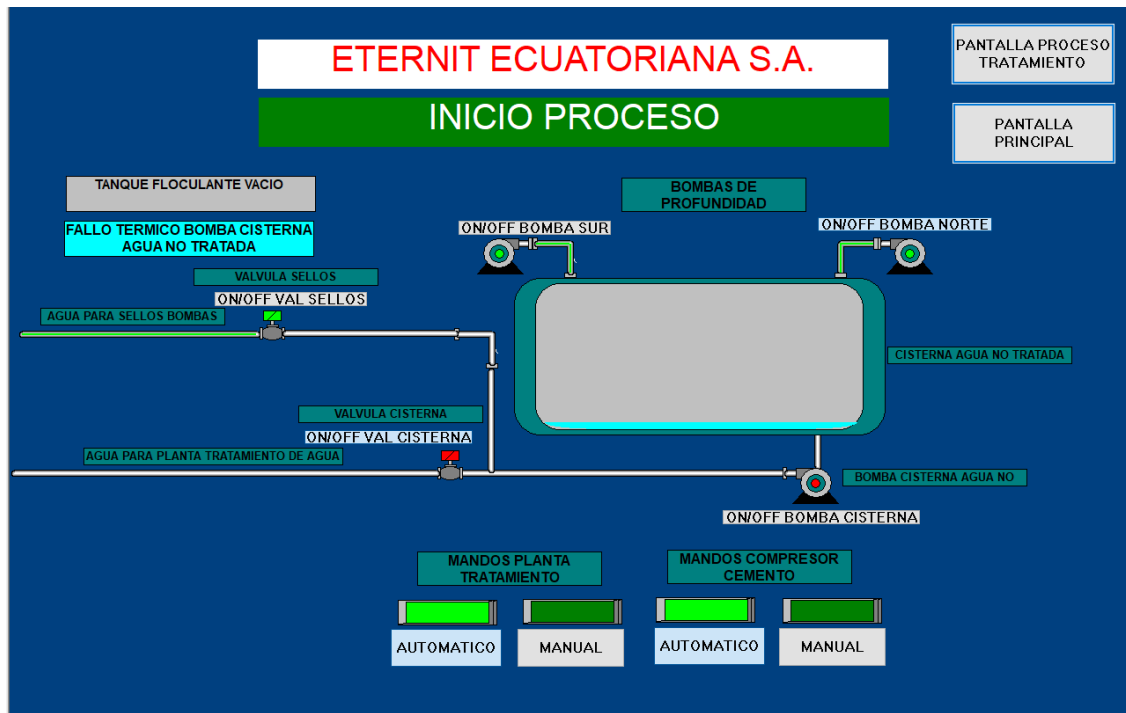 ETERNIT ECUATORIANA S.A.
INICIO PROCESO
PANTALLA PROCESO
TRATAMIENTO
PANTALLA
PRINCIPAL
TANQUE FLOCULANTE VACIO
FALLO TERMICO BOMBA CISTERNA
AGUA NO TRATADA
BOMBAS DE
PROFUNDIDAD
ON/OFF BOMBA SUR
ON/OFF BOMBA NORTE
VALVULA SELLOS
ON/OFF VAL SELLOS
AGUA PARA SELLOS BOMBAS
CISTERNA AGUA NO TRATADA
VALVULA CISTERNA
ON/OFF VAL CISTERNA
AGUA PARA PLANTA TRATAMIENTO DE AGUA
BOMBA CISTERNA AGUA NO
ON/OFF BOMBA CISTERNA
MANDOS PLANTA
TRATAMIENTO
MANDOS COMPRESOR
CEMENTO
AUTOMATICO
MANUAL
AUTOMATICO
MANUAL